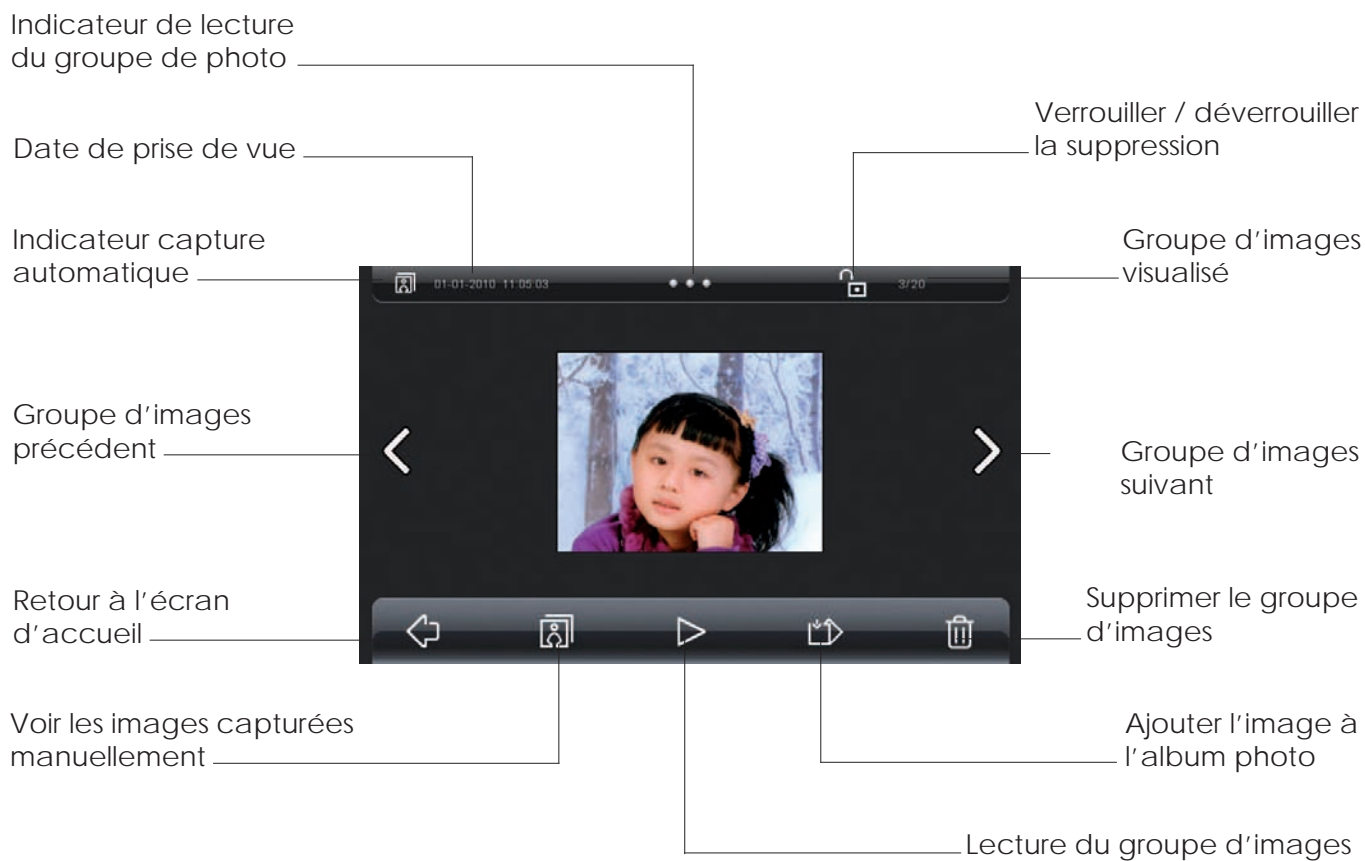 Indicateur de lecture
du groupe de photo
Verrouiller / déverrouiller
la suppression
Date de prise de vue
Indicateur capture
automatique
Groupe d'images
visualisé
01-01-2010 11:05:03
3/20
Groupe d'images
précédent
Groupe d'images
suivant
Retour à l'écran
d'accueil
Supprimer le groupe
d'images
Voir les images capturées
manuellement
Ajouter l'image à
l'album photo
Lecture du groupe d'images